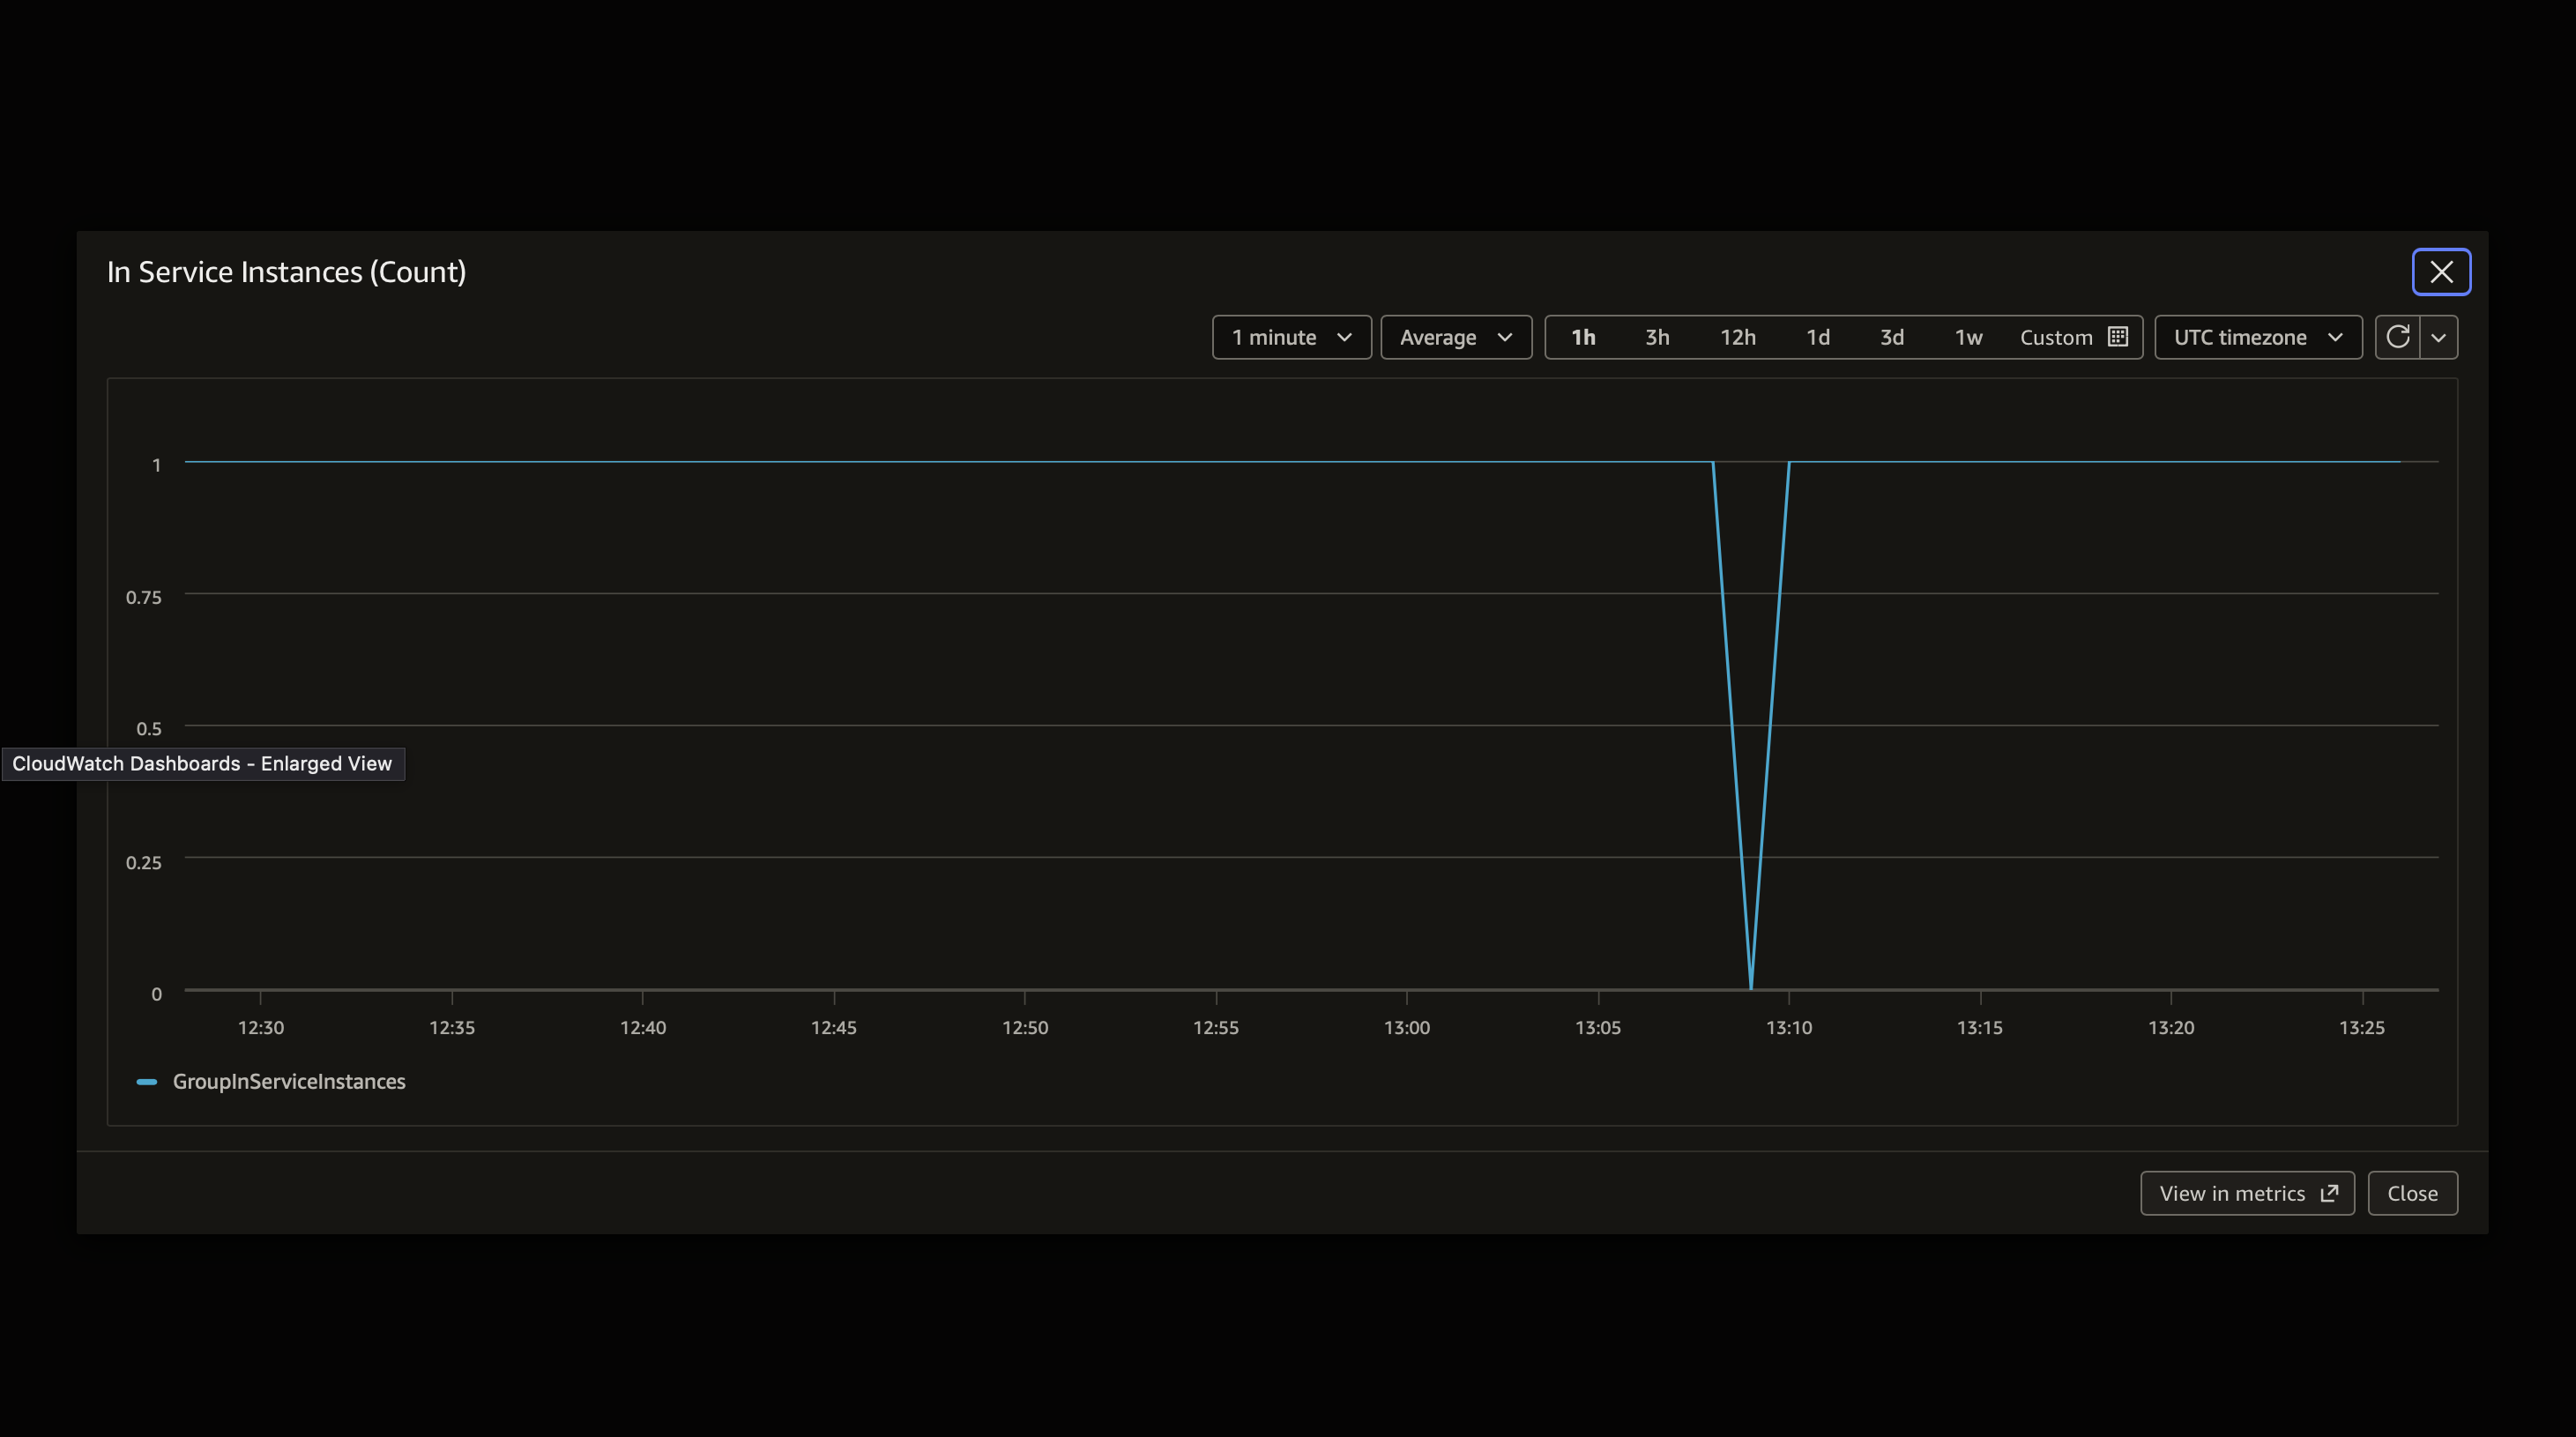 In Service Instances (Count)
1 minute Average 1h 3h 12h 1d 3d 1w Custom UTC timezone
1
0.75
0.5
CloudWatch Dashboards - Enlarged View
0.25
0
12:30 12:35 12:40 12:45 12:50 12:55 13:00 13:05 13:10 13:15 13:20 13:25
GroupInServiceInstances
View in metrics Close